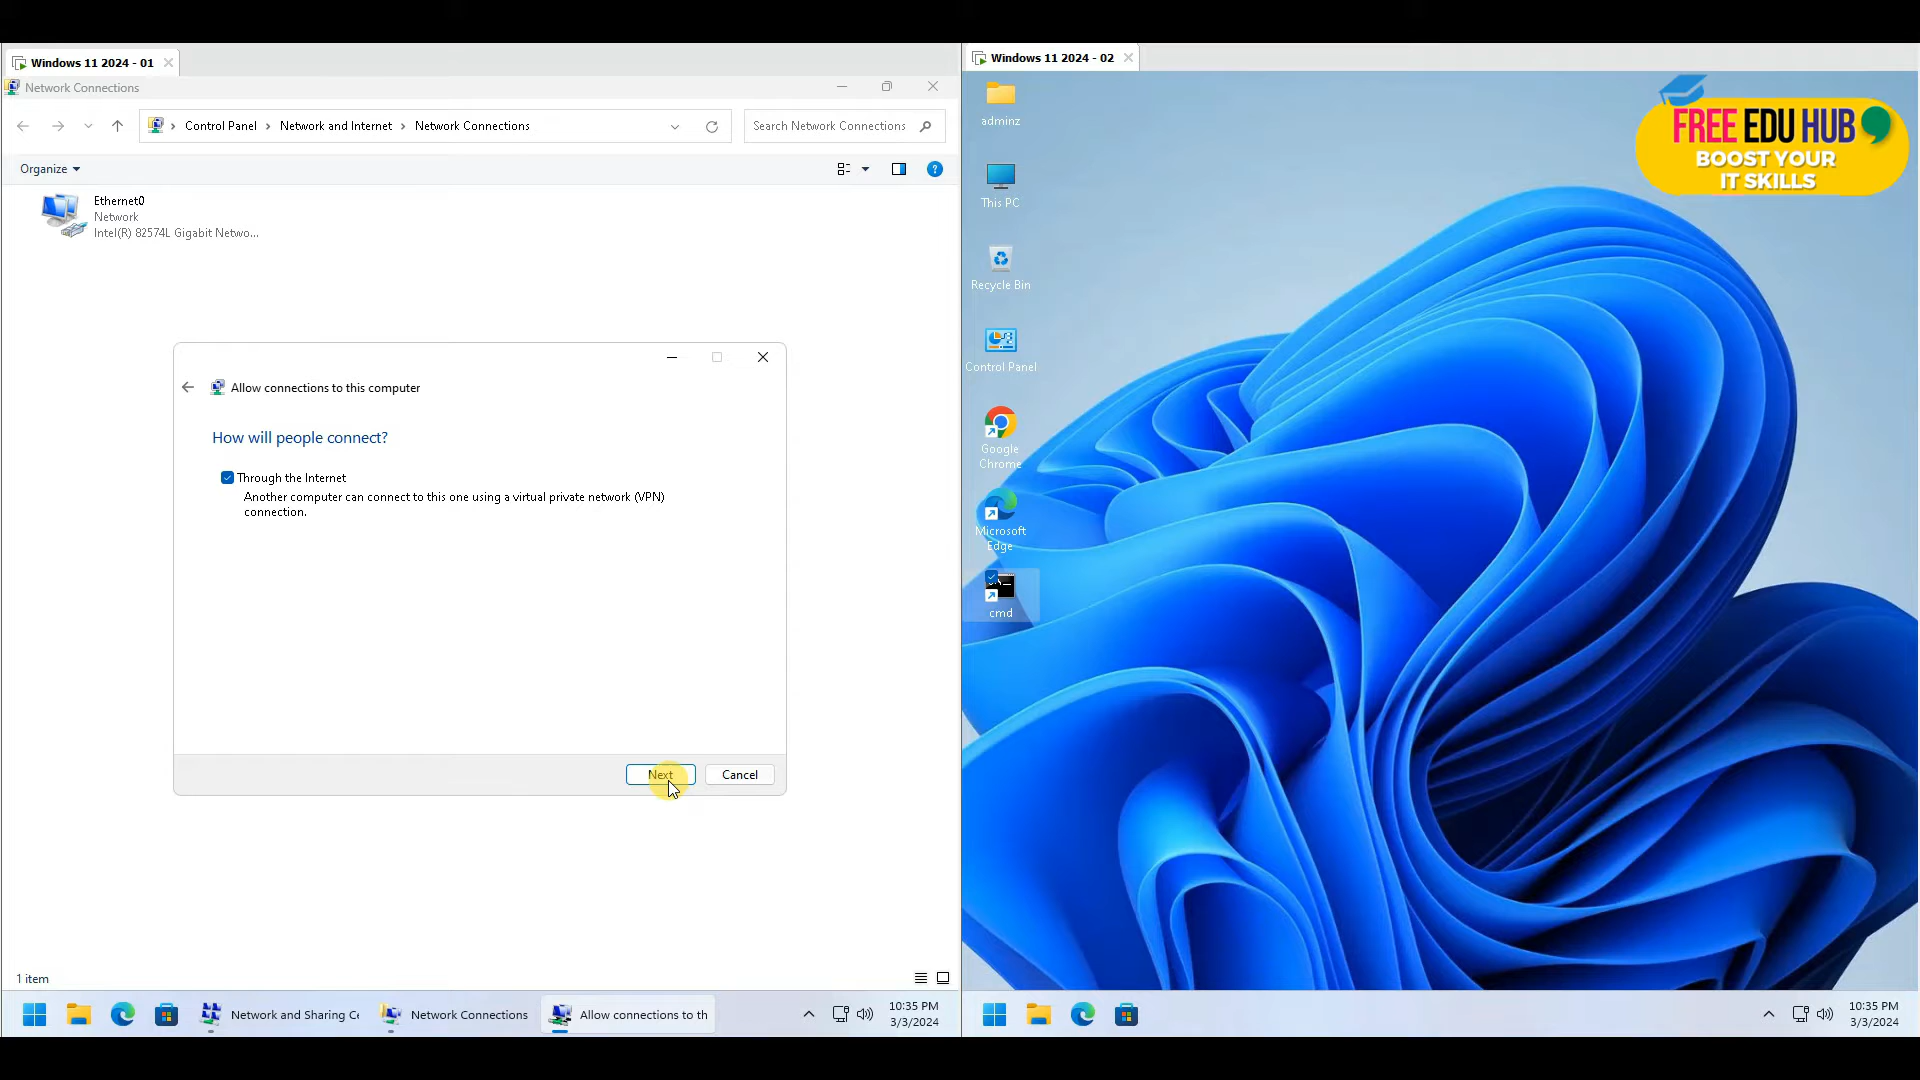 Windows 11 2024 - 01
Network Connections
Control Panel > Network and Internet > Network Connections
Search Network Connections
Organize
Ethernet0
Network
Intel(R) 82574L Gigabit Netwo...
Allow connections to this computer
How will people connect?
Through the Internet
Another computer can connect to this one using a virtual private network (VPN)
connection.
Next
Cancel
1 item
Network and Sharing Ce
Network Connections
Allow connections to th
10:35 PM
3/3/2024
Windows 11 2024 - 02
adminz
This PC
Recycle Bin
Control Panel
Google
Chrome
Microsoft
Edge
cmd
FREE EDU HUB
BOOST YOUR
IT SKILLS
10:35 PM
3/3/2024